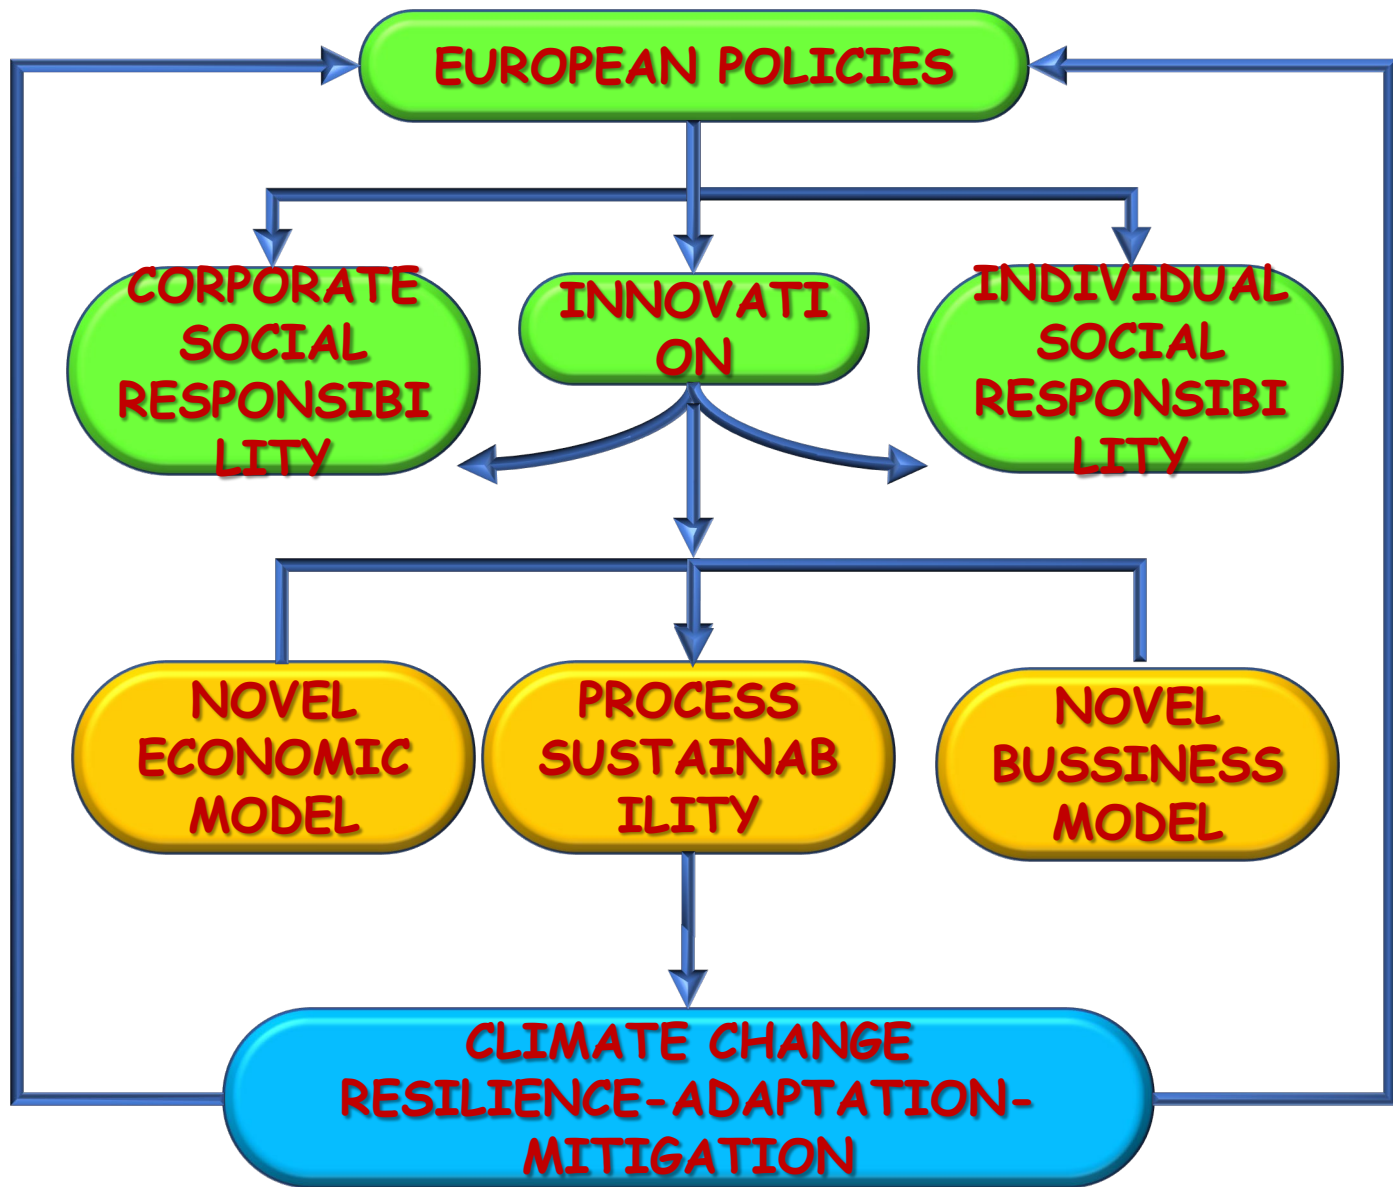 EUROPEAN POLICIES
CORPORATE
SOCIAL
RESPONSIBI
LITY
INNOVATI
ON
INDIVIDUAL
SOCIAL
RESPONSIBI
LITY
NOVEL
ECONOMIC
MODEL
PROCESS
SUSTAINAB
ILITY
NOVEL
BUSSINESS
MODEL
CLIMATE CHANGE
RESILIENCE-ADAPTATION-
MITIGATION